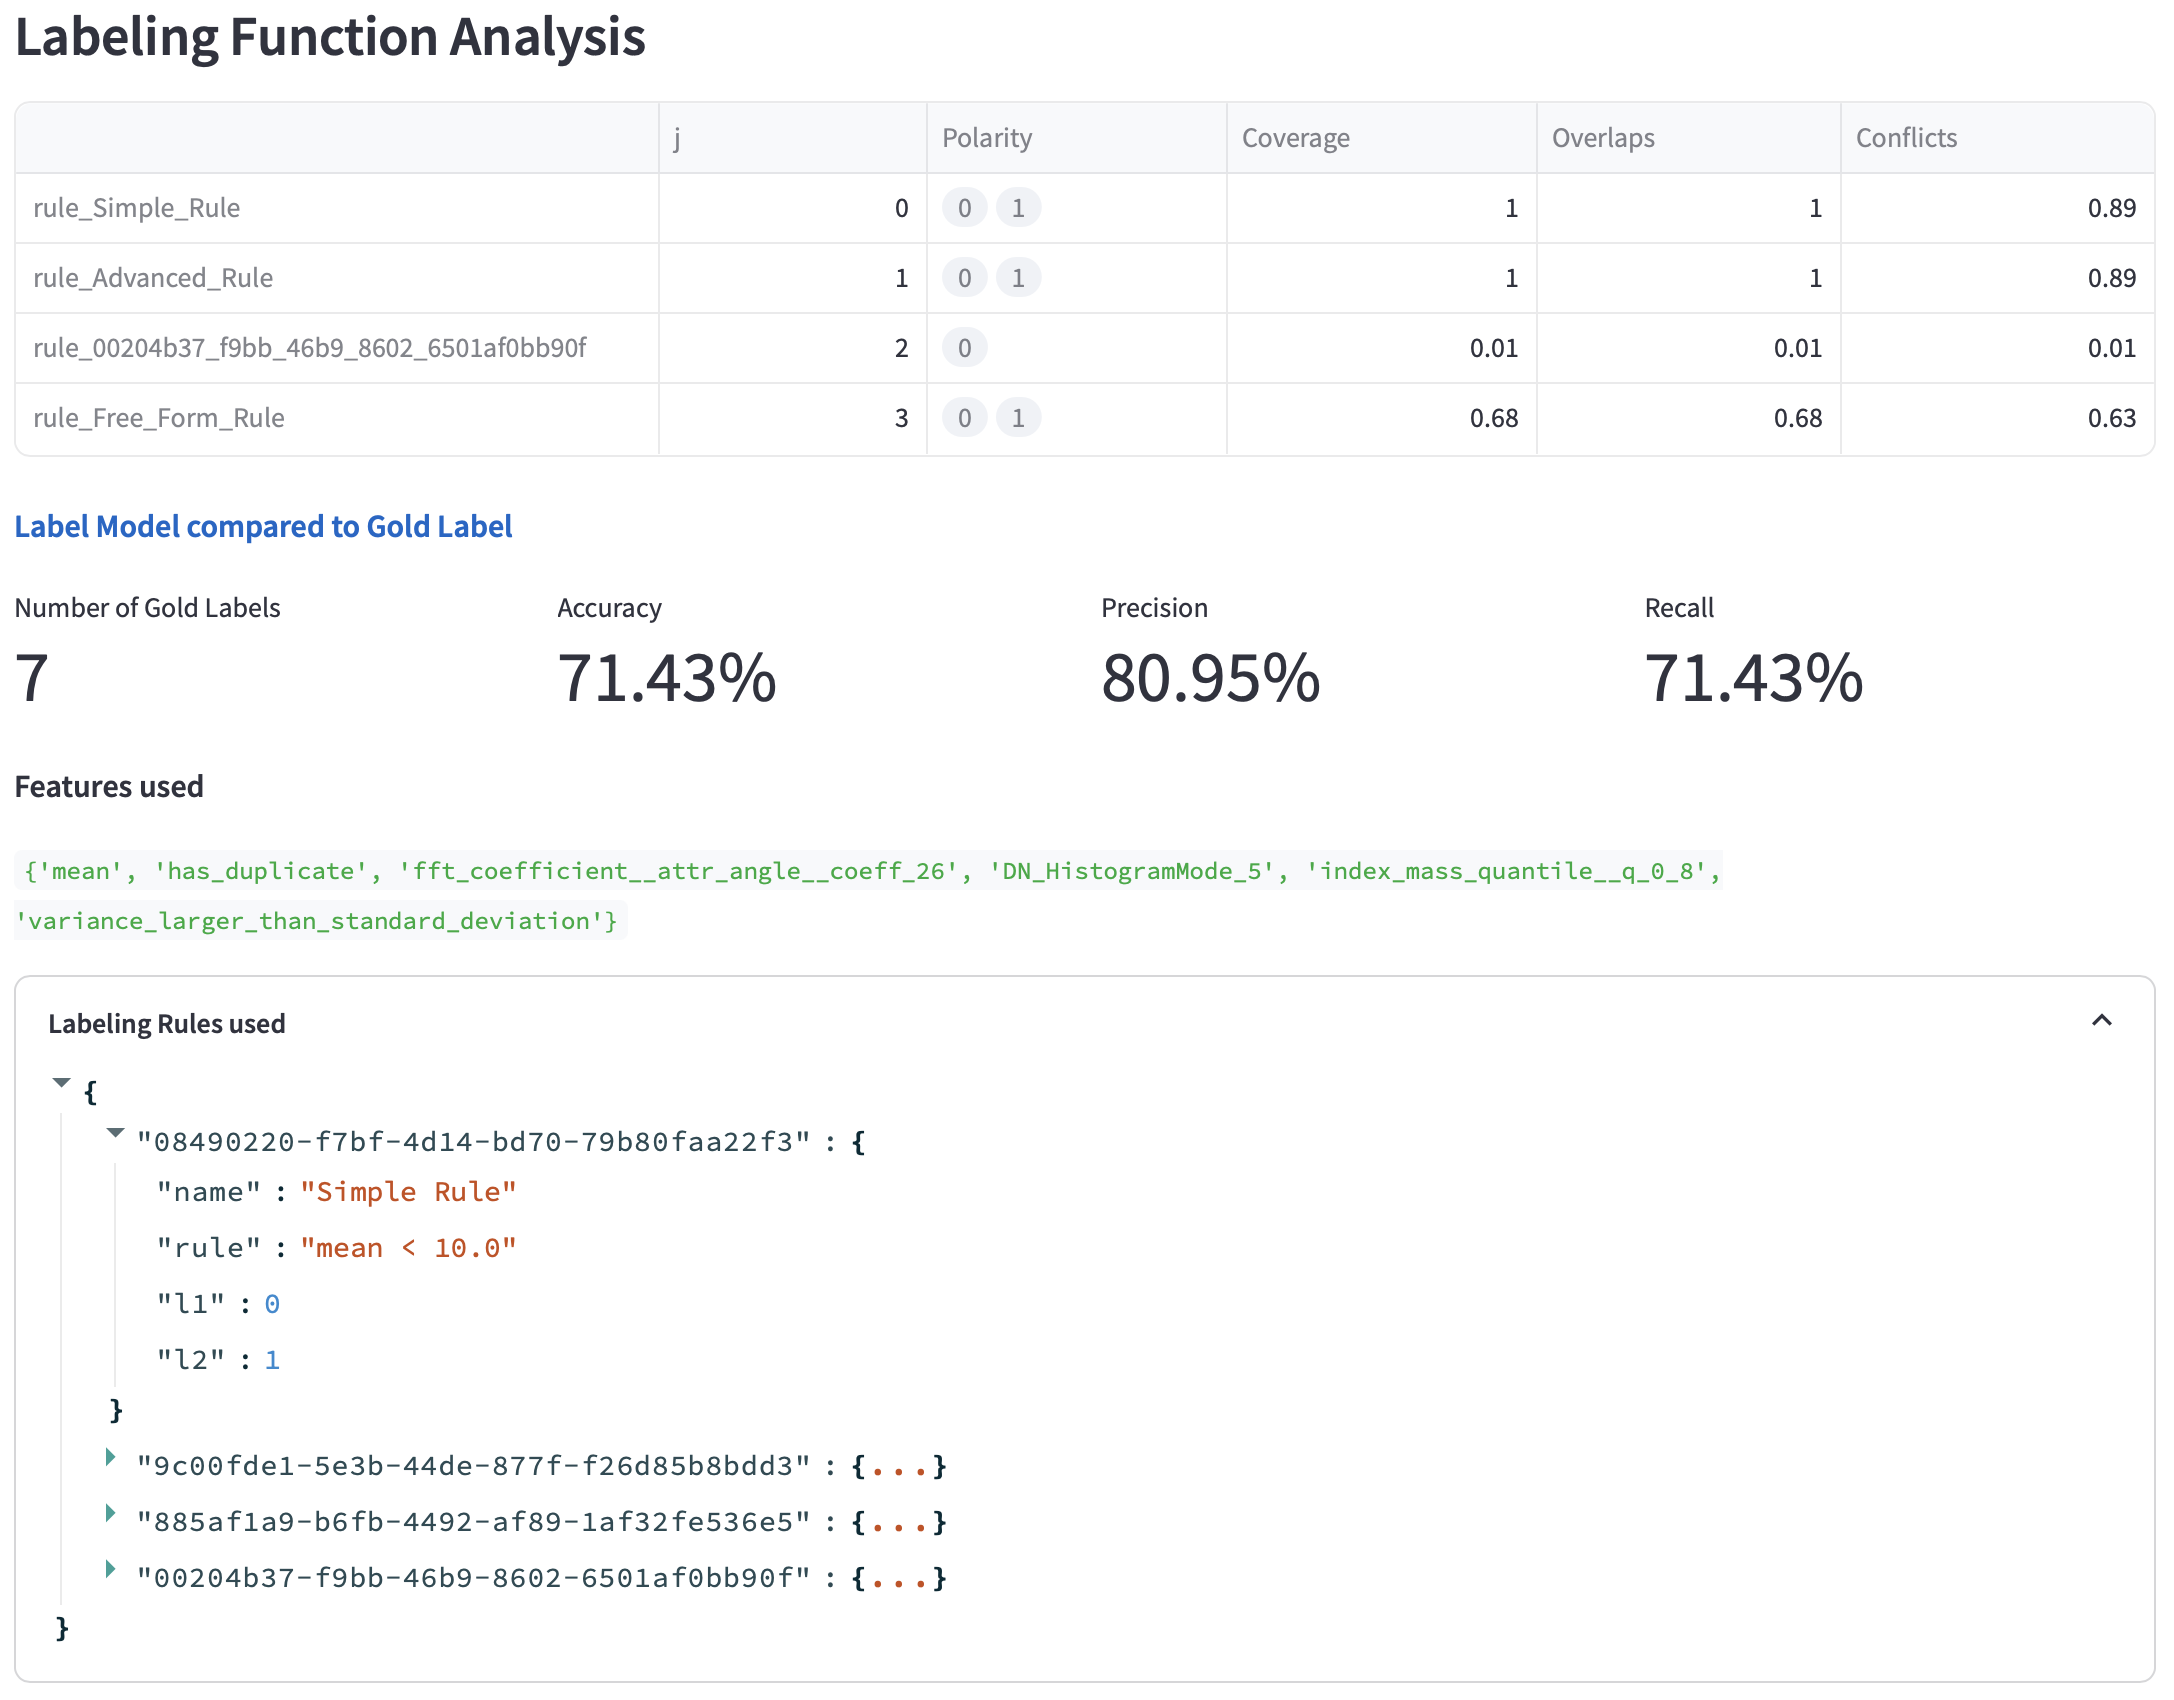 Labeling Function Analysis
j Polarity Coverage Overlaps Conflicts
rule_Simple_Rule 0 0 1 1 1 0.89
rule_Advanced_Rule 1 0 1 1 1 0.89
rule_00204b37_f9bb_46b9_8602_6501af0bb90f 2 0 0.01 0.01 0.01
rule_Free_Form_Rule 3 0 1 0.68 0.68 0.63
Label Model compared to Gold Label
Number of Gold Labels Accuracy Precision Recall
7 71.43% 80.95% 71.43%
Features used
{'mean', 'has_duplicate', 'fft_coefficient__attr_angle__coeff_26', 'DN_HistogramMode_5', 'index_mass_quantile__q_0_8',
'variance_larger_than_standard_deviation'}
Labeling Rules used
{
"08490220-f7bf-4d14-bd70-79b80faa22f3" : {
"name" : "Simple Rule"
"rule" : "mean < 10.0"
"l1" : 0
"l2" : 1
}
"9c00fde1-5e3b-44de-877f-f26d85b8bdd3" : {...}
"885af1a9-b6fb-4492-af89-1af32fe536e5" : {...}
"00204b37-f9bb-46b9-8602-6501af0bb90f" : {...}
}